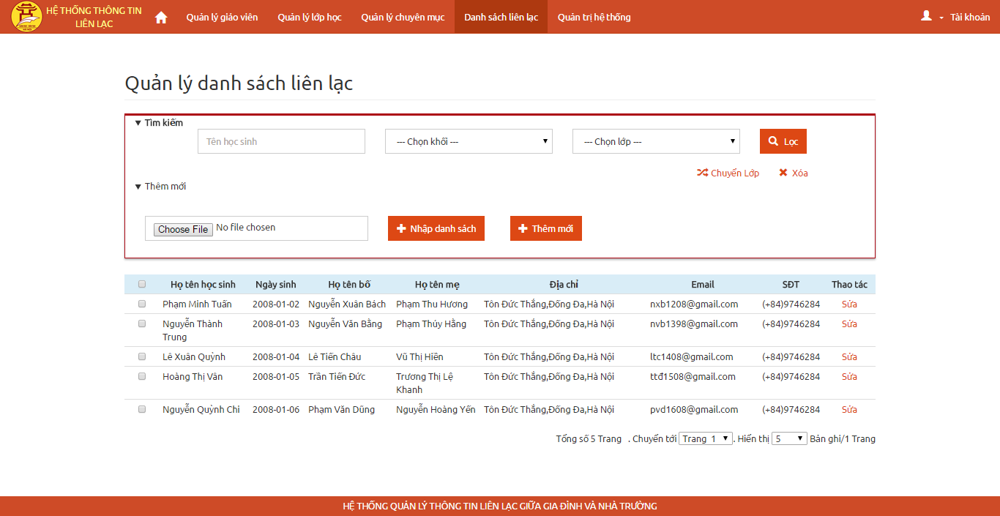 HỆ THỐNG THÔNG TIN
LIÊN LẠC
Quản lý giáo viên Quản lý lớp học Quản lý chuyên mục Danh sách liên lạc Quản trị hệ thống Tài khoản
Quản lý danh sách liên lạc
Tìm kiếm
Tên học sinh --- Chọn khối --- --- Chọn lớp --- Lọc
Chuyển Lớp Xóa
Thêm mới
Choose File No file chosen Nhập danh sách Thêm mới
Họ tên học sinh Ngày sinh Họ tên bố Họ tên mẹ Địa chỉ Email SĐT Thao tác
Phạm Minh Tuấn 2008-01-02 Nguyễn Xuân Bách Phạm Thu Hương Tôn Đức Thắng,Đống Đa,Hà Nội nxb1208@gmail.com (+84)9746284 Sửa
Nguyễn Thành 2008-01-03 Nguyễn Văn Bằng Phạm Thúy Hằng Tôn Đức Thắng,Đống Đa,Hà Nội nvb1398@gmail.com (+84)9746284 Sửa
Trung
Lê Xuân Quỳnh 2008-01-04 Lê Tiến Châu Vũ Thị Hiền Tôn Đức Thắng,Đống Đa,Hà Nội ltc1408@gmail.com (+84)9746284 Sửa
Hoàng Thị Vân 2008-01-05 Trần Tiến Đức Trương Thị Lệ Tôn Đức Thắng,Đống Đa,Hà Nội ttđ1508@gmail.com (+84)9746284 Sửa
Khanh
Nguyễn Quỳnh Chi 2008-01-06 Phạm Văn Dũng Nguyễn Hoàng Yến Tôn Đức Thắng,Đống Đa,Hà Nội pvd1608@gmail.com (+84)9746284 Sửa
Tổng số 5 Trang . Chuyển tới Trang 1 . Hiển thị 5 Bản ghi/1 Trang
HỆ THỐNG QUẢN LÝ THÔNG TIN LIÊN LẠC GIỮA GIA ĐÌNH VÀ NHÀ TRƯỜNG